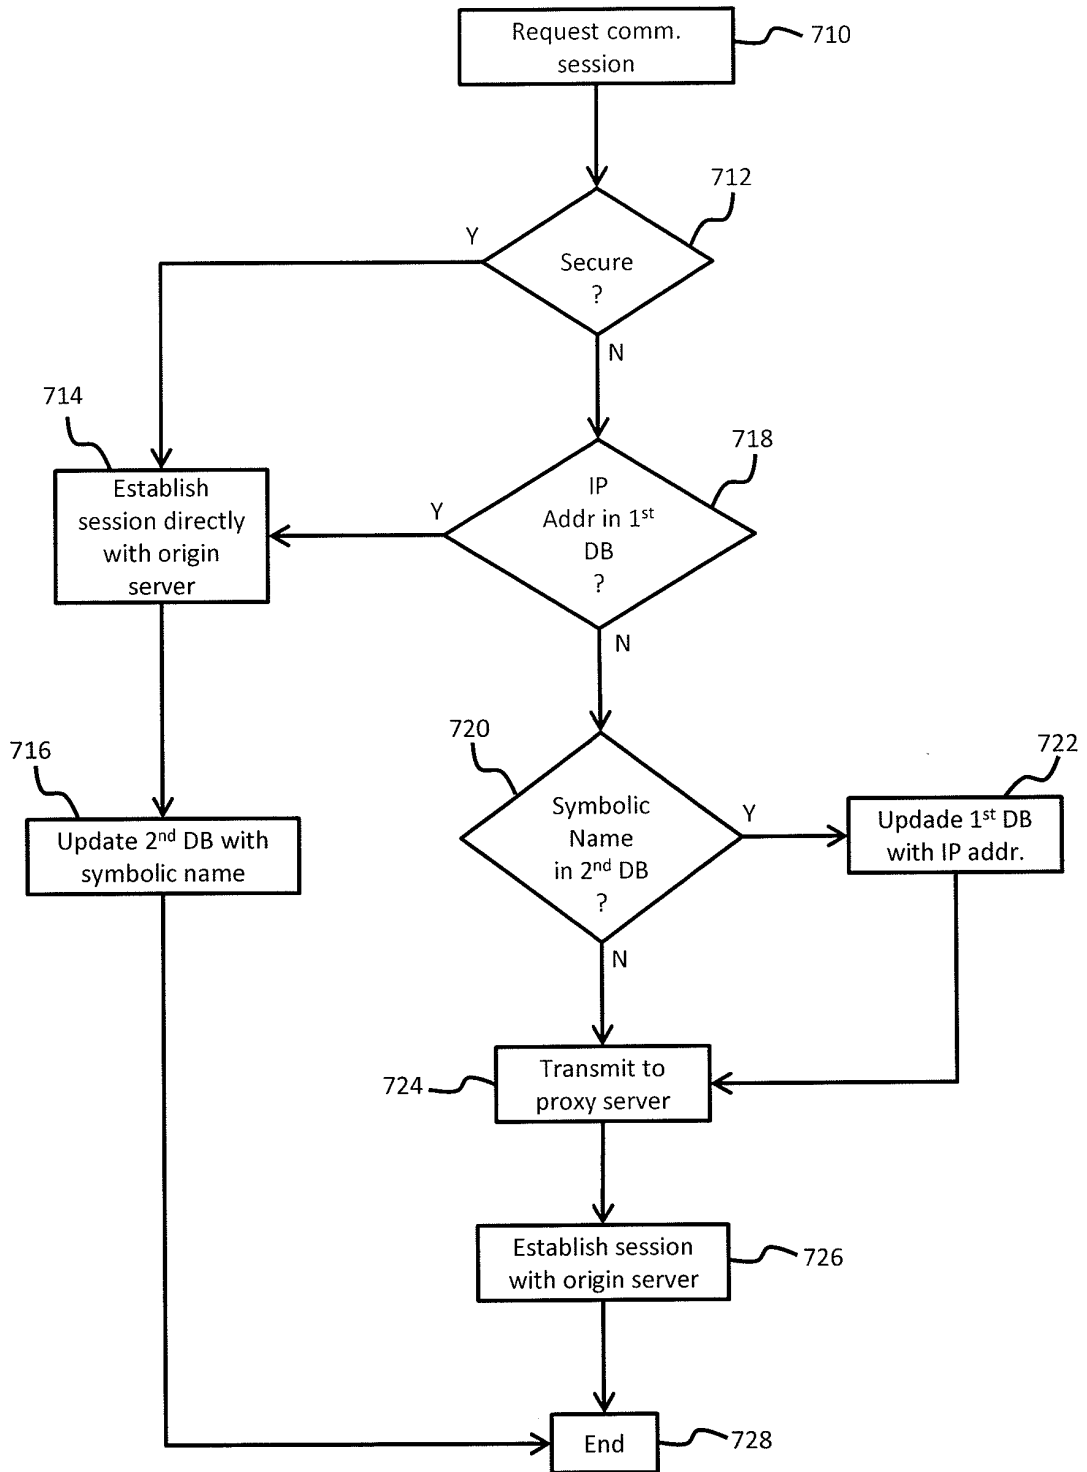 Request comm.
session
710
712
Y
Secure
?
N
714
718
Establish
session directly
with origin
server
Y
IP
Addr in 1st
DB
?
N
720
716
722
Symbolic
Name
in 2nd DB
?
Y
Updade 1st DB
with IP addr.
Update 2nd DB with
symbolic name
N
Transmit to
proxy server
724
Establish session
with origin server
726
End
728